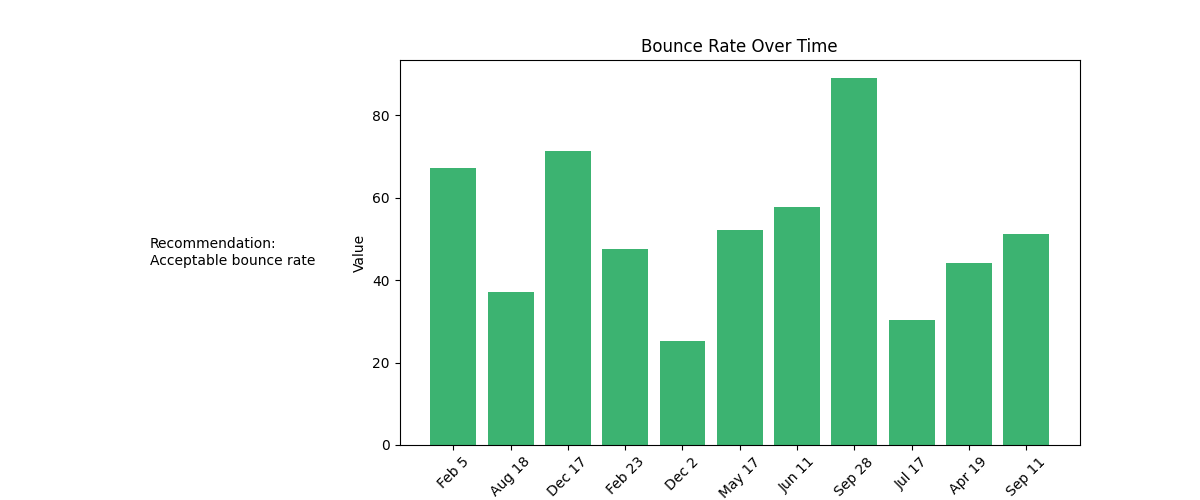 Bounce Rate Over Time
Recommendation:
Acceptable bounce rate
Value
80
60
40
20
0
Feb 5
Aug 18
Dec 17
Feb 23
Dec 2
May 17
Jun 11
Sep 28
Jul 17
Apr 19
Sep 11